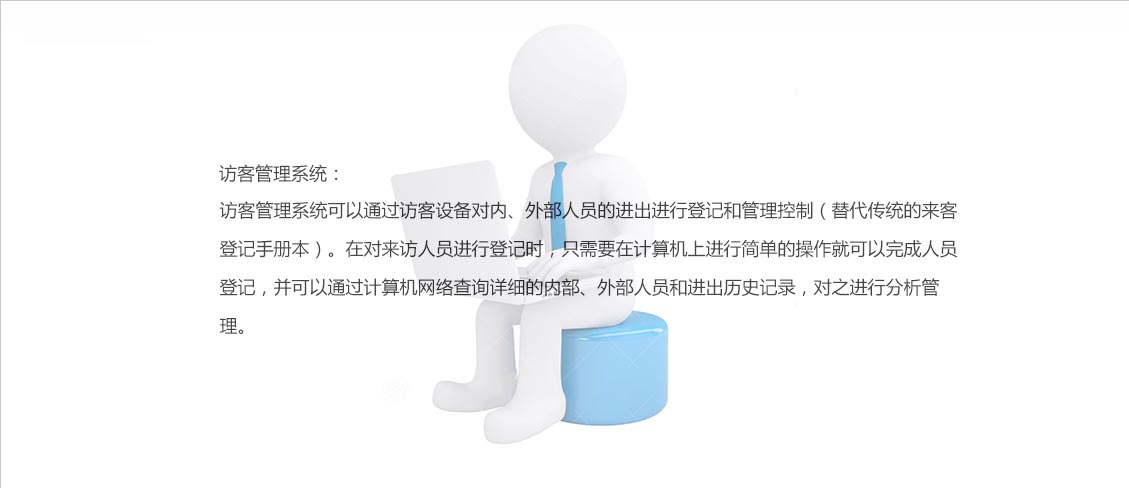 访客管理系统：
访客管理系统可以通过访客设备对内、外部人员的进出进行登记和管理控制（替代传统的来客
登记手册本）。在对来访人员进行登记时，只需要在计算机上进行简单的操作就可以完成人员
登记，并可以通过计算机网络查询详细的内部、外部人员和进出历史记录，对之进行分析管
理。